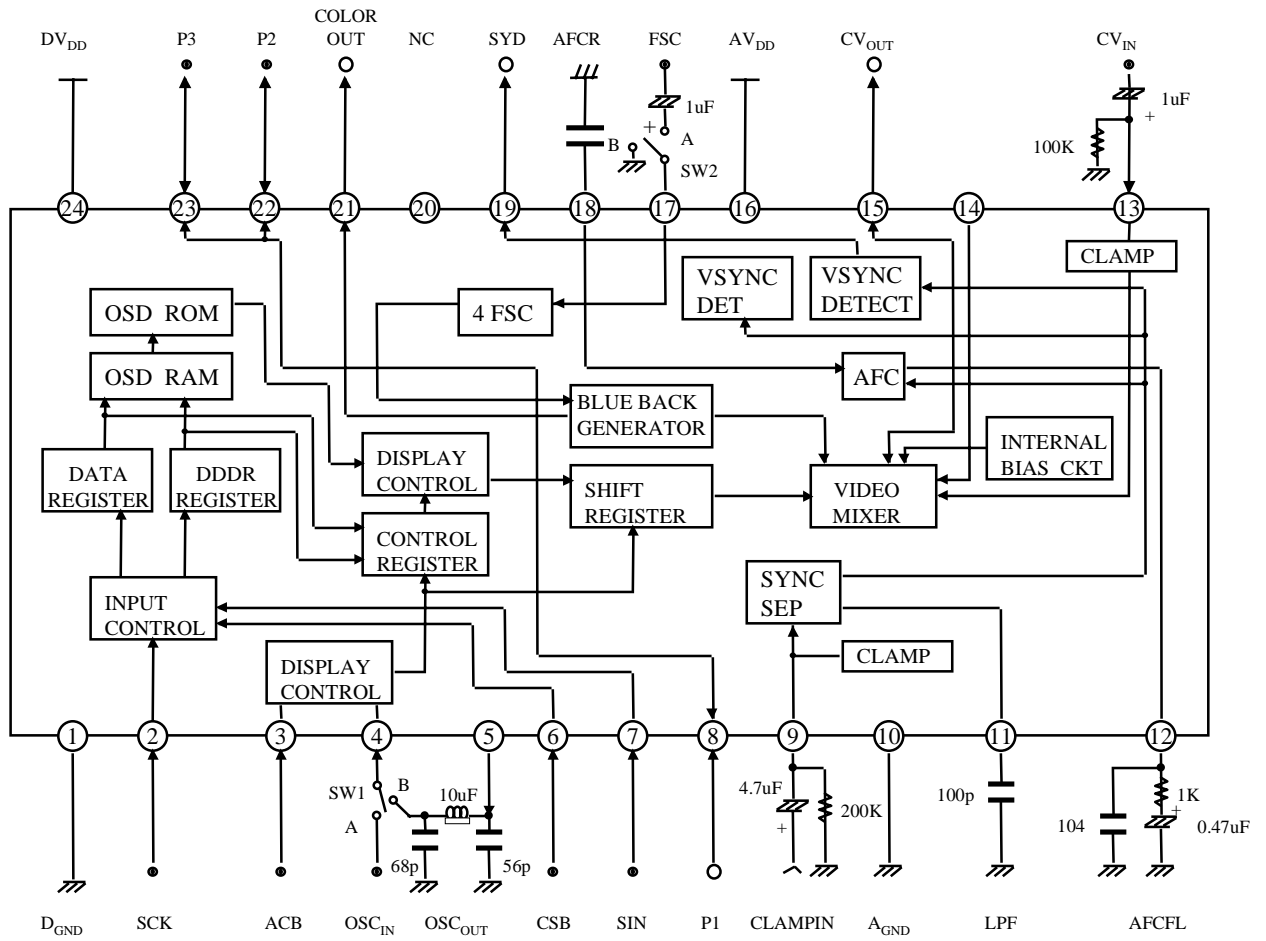 COLOR
DV_DD P3 P2 OUT NC SYD AFCR FSC AV_DD CV_OUT CV_IN
1uF 1uF
+ A +
B 100K
SW2
24 23 22 21 20 19 18 17 16 15 14 13
CLAMP
VSYNC
DET
VSYNC
DETECT
OSD ROM
4 FSC
OSD RAM
AFC
BLUE BACK
GENERATOR
INTERNAL
BIAS CKT
DATA
REGISTER
DDDR
REGISTER
DISPLAY
CONTROL
SHIFT
REGISTER
VIDEO
MIXER
CONTROL
REGISTER
SYNC
SEP
INPUT
CONTROL
CLAMP
DISPLAY
CONTROL
1 2 3 4 5 6 7 8 9 10 11 12
SW1 B 10uF 4.7uF 100p 1K
A + 200K 104 + 0.47uF
68p 56p
D_GND SCK ACB OSC_IN OSC_OUT CSB SIN P1 CLAMPIN A_GND LPF AFCFL